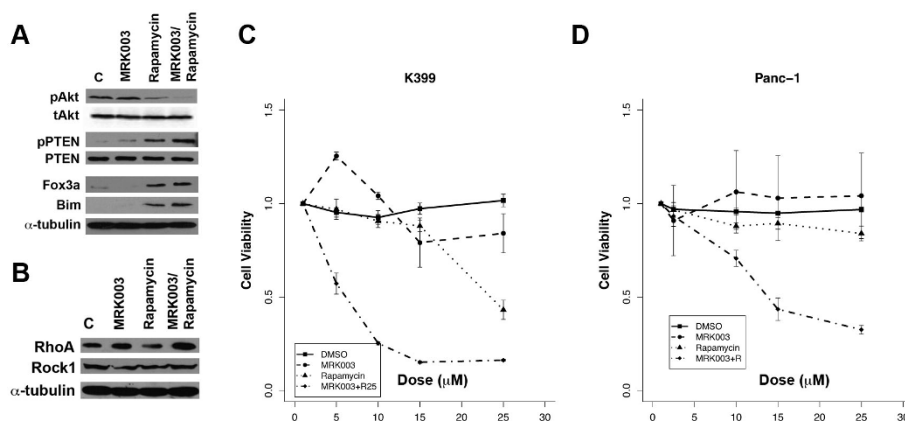 A
C
MRK003
Rapamycin
MRK003/
Rapamycin
pAkt
tAkt
pPTEN
PTEN
Fox3a
Bim
α-tubulin
B
C
MRK003
Rapamycin
MRK003/
Rapamycin
RhoA
Rock1
α-tubulin
C
K399
Cell Viability
1.5
1.0
0.5
0.0
DMSO
MRK003
Rapamycin
MRK003+R25
Dose (μM)
0
5
10
15
20
25
30
D
Panc-1
Cell Viability
1.5
1.0
0.5
0.0
DMSO
MRK003
Rapamycin
MRK003+R
Dose (μM)
0
5
10
15
20
25
30